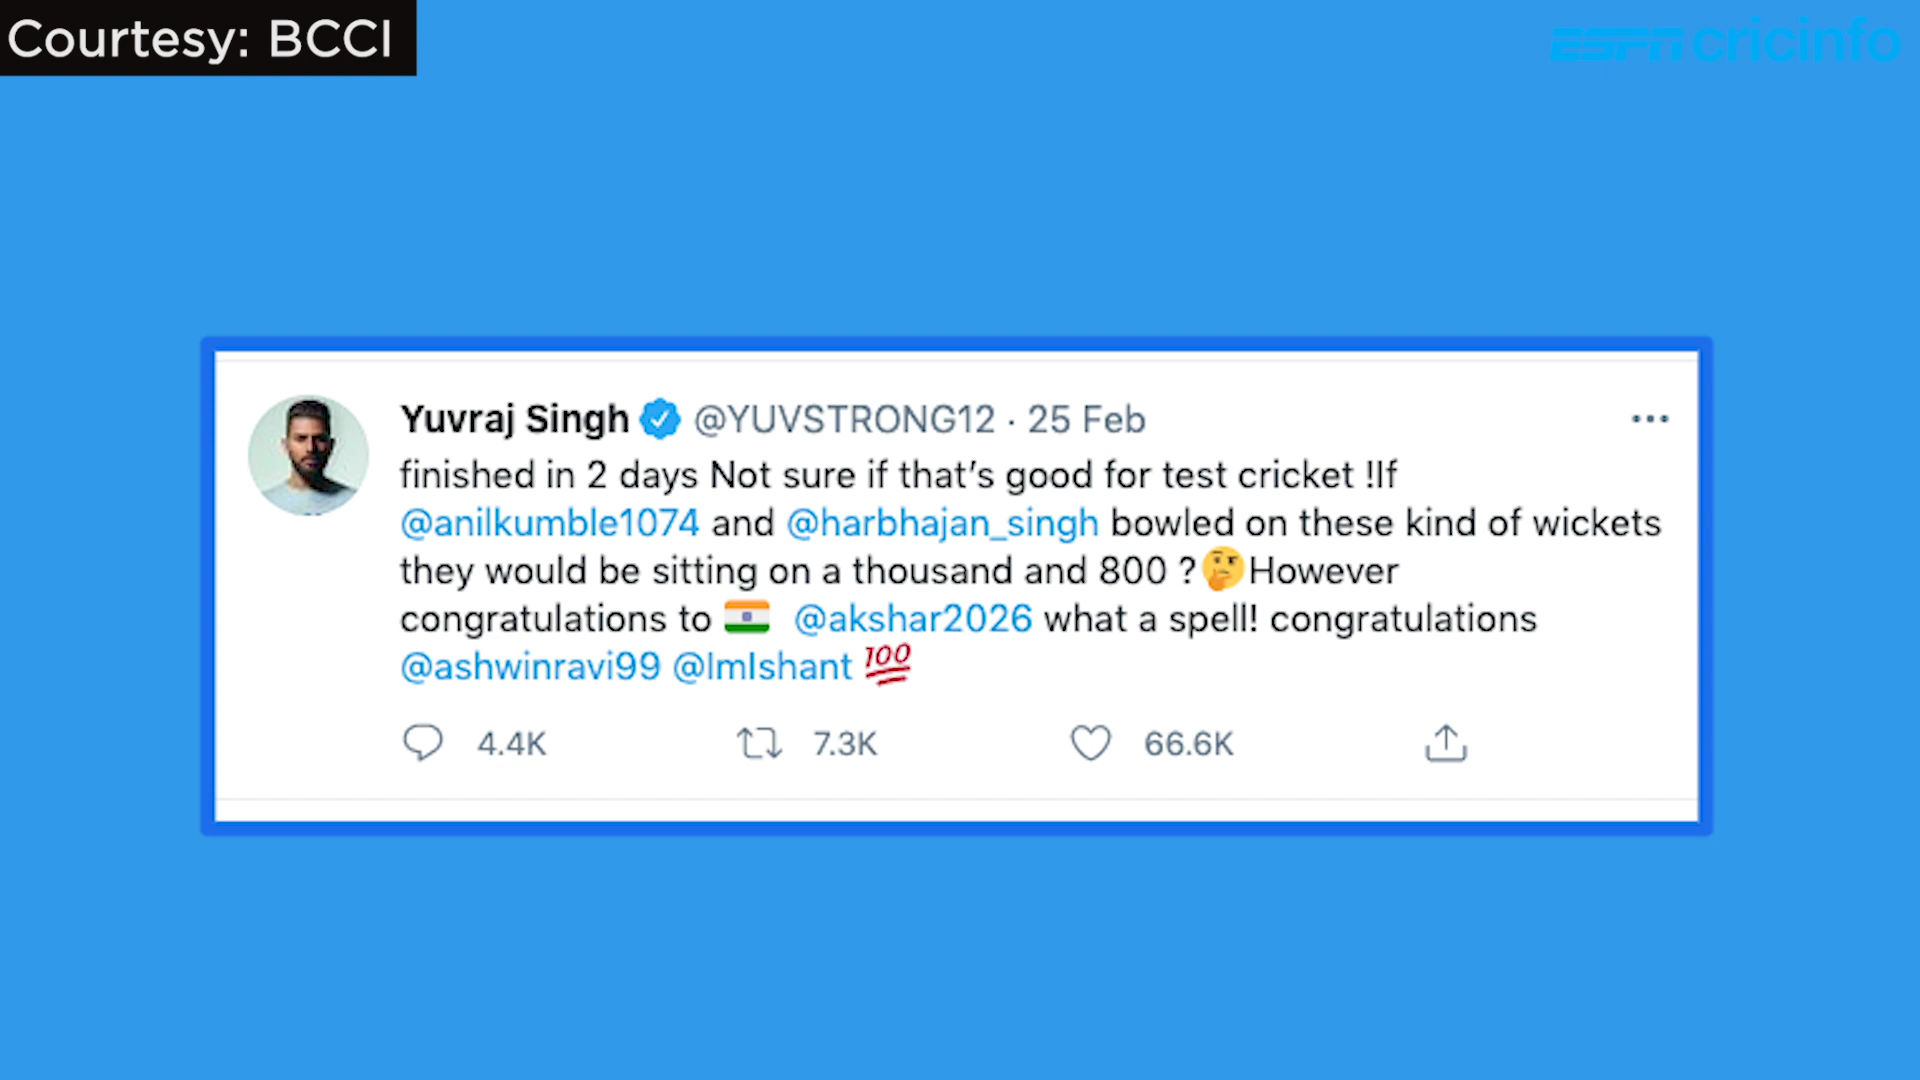 Courtesy: BCCI
ESPN cricinfo
Yuvraj Singh @YUVSTRONG12 · 25 Feb
finished in 2 days Not sure if that’s good for test cricket !If
@anilkumble1074 and @harbhajan_singh bowled on these kind of wickets
they would be sitting on a thousand and 800 ?🤔However
congratulations to 🇮🇳 @akshar2026 what a spell! congratulations
@ashwinravi99 @ImIshant 💯
4.4K 7.3K 66.6K